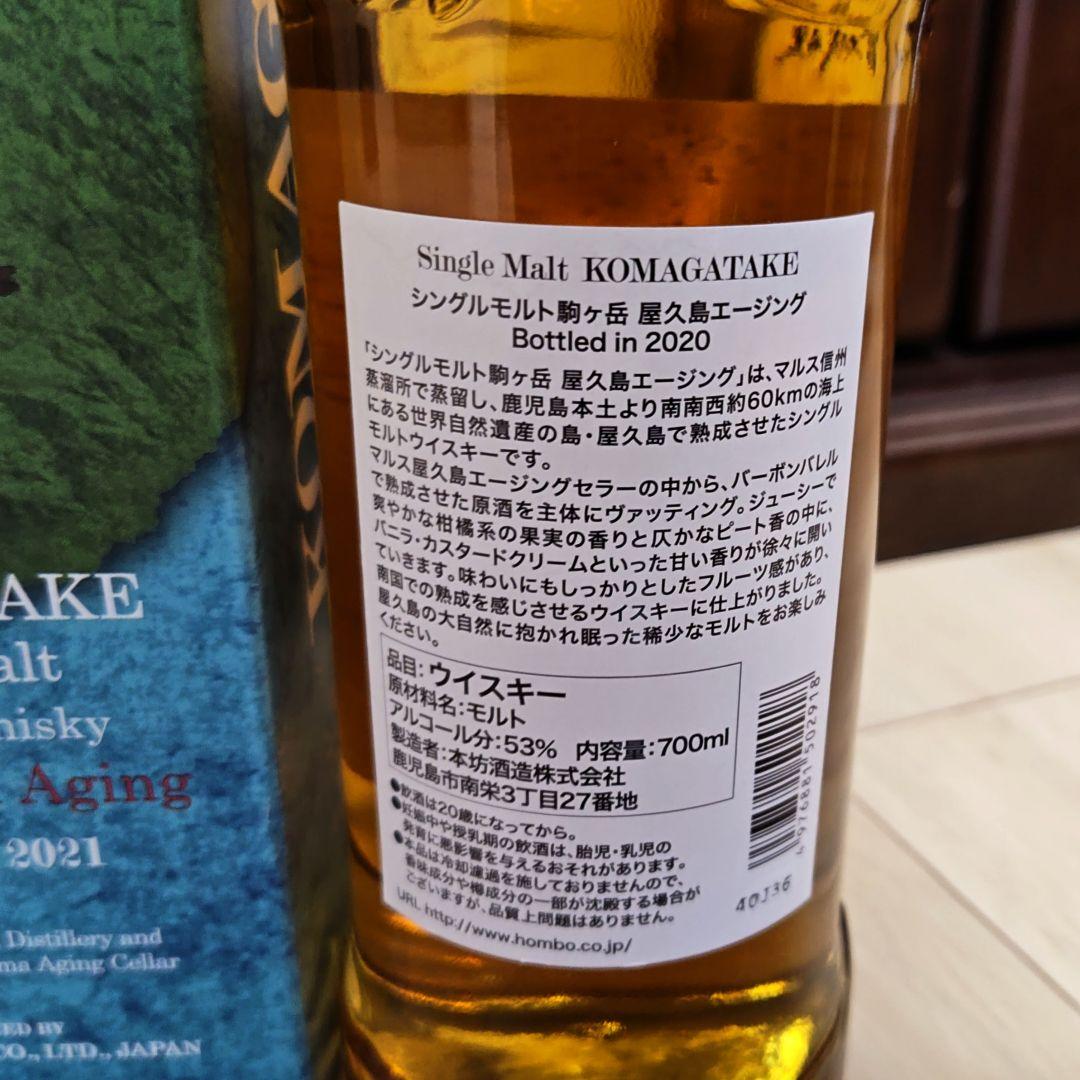 Single Malt KOMAGATAKE
シングルモルト駒ヶ岳 屋久島エージング
Bottled in 2020
「シングルモルト駒ヶ岳 屋久島エージング」は、マルス信州
蒸溜所で蒸留し、鹿児島本土より南南西約60kmの海上
にある世界自然遺産の島・屋久島で熟成させたシングル
モルトウイスキーです。
マルス屋久島エージングセラーの中から、バーボンバレル
で熟成させた原酒を主体にヴァッティング。ジューシーで
爽やかな柑橘系の果実の香りと仄かなピート香の中に、
バニラ・カスタードクリームといった甘い香りが徐々に開い
ていきます。味わいにもしっかりとしたフルーツ感があり、
南国での熟成を感じさせるウイスキーに仕上がりました。
屋久島の大自然に抱かれ眠った稀少なモルトをお楽しみ
ください。
品目:ウイスキー
原材料名:モルト
アルコール分:53% 内容量:700ml
製造者:本坊酒造株式会社
鹿児島市南栄3丁目27番地
●飲酒は20歳になってから。
●妊娠中や授乳期の飲酒は、胎児・乳児の
発育に悪影響を与えるおそれがあります。
●本品は冷却濾過を施しておりませんので、
香味成分や樽成分の一部が沈殿する場合が
ございますが、品質上問題はありません。
URL http://www.hombo.co.jp/
4 976881 502918
40J36
KOMAG
TAKE
alt
hisky
Aging
2021
Distillery and
ma Aging Cellar
ED BY
CO., LTD., JAPAN